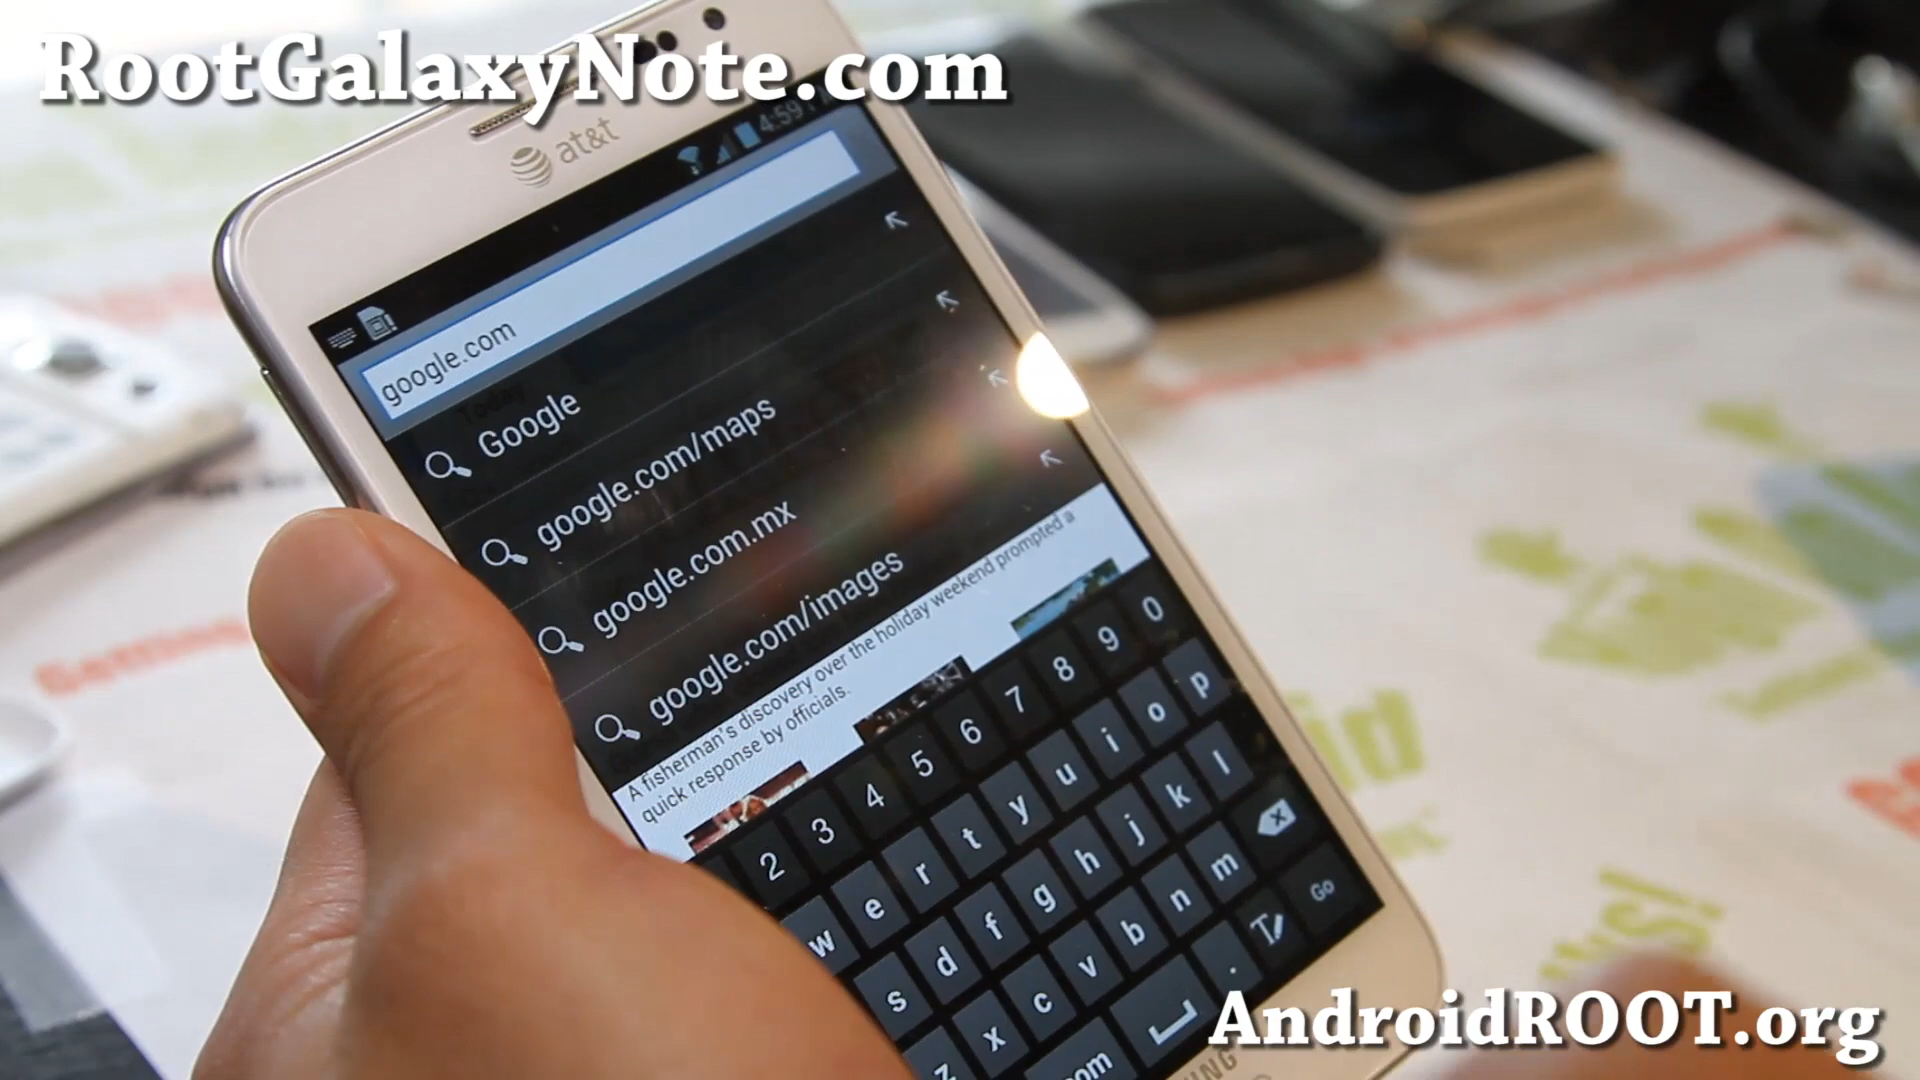 RootGalaxyNote.com
at&t
4:59
google.com
Google
google.com/maps
google.com.mx
google.com/images
A fisherman's discovery over the holiday weekend prompted a
quick response by officials.
2 3 4 5 6 7 8 9 0
w e r t y u i o p
s d f g h j k l
z x c v b n m
.
Go
AndroidROOT.org